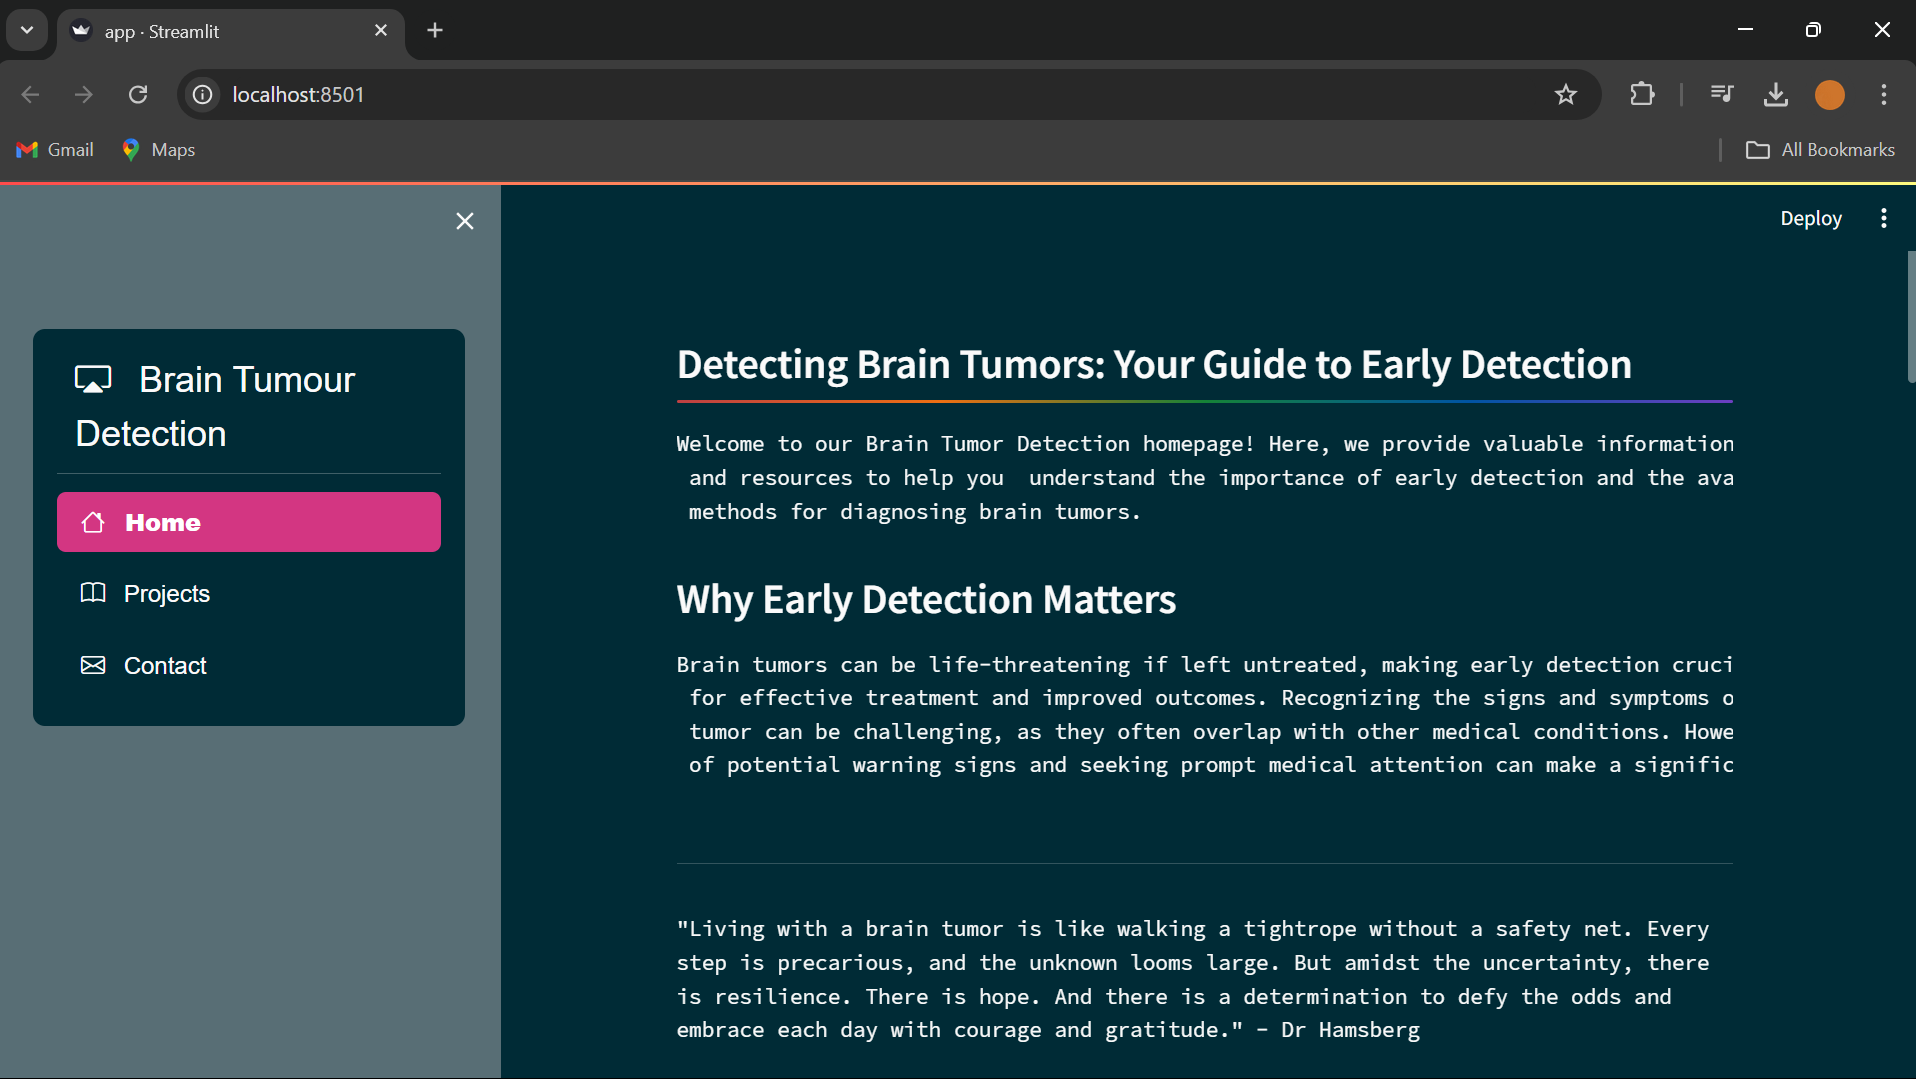 app · Streamlit
localhost:8501
Gmail
Maps
All Bookmarks
Deploy
Brain Tumour
Detection
Home
Projects
Contact
Detecting Brain Tumors: Your Guide to Early Detection
Welcome to our Brain Tumor Detection homepage! Here, we provide valuable information
and resources to help you  understand the importance of early detection and the ava
methods for diagnosing brain tumors.
Why Early Detection Matters
Brain tumors can be life-threatening if left untreated, making early detection cruci
for effective treatment and improved outcomes. Recognizing the signs and symptoms o
tumor can be challenging, as they often overlap with other medical conditions. Howe
of potential warning signs and seeking prompt medical attention can make a signific
"Living with a brain tumor is like walking a tightrope without a safety net. Every
step is precarious, and the unknown looms large. But amidst the uncertainty, there
is resilience. There is hope. And there is a determination to defy the odds and
embrace each day with courage and gratitude." - Dr Hamsberg